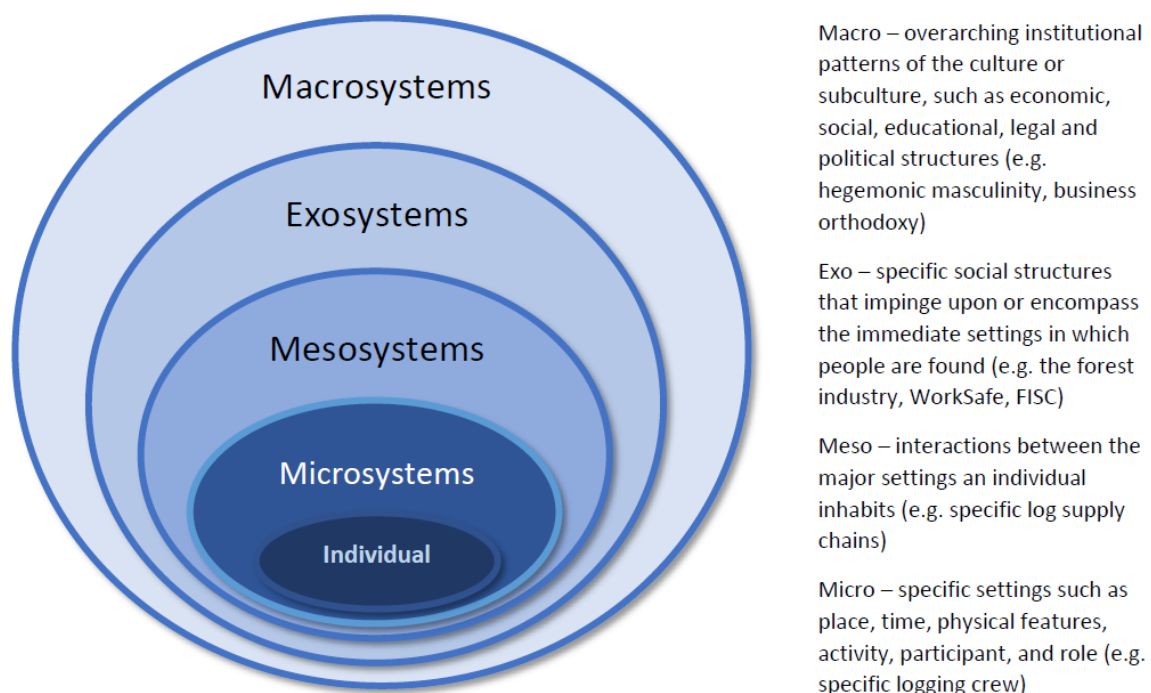 Macrosystems
Exosystems
Mesosystems
Microsystems
Individual
Macro – overarching institutional
patterns of the culture or
subculture, such as economic,
social, educational, legal and
political structures (e.g.
hegemonic masculinity, business
orthodoxy)
Exo – specific social structures
that impinge upon or encompass
the immediate settings in which
people are found (e.g. the forest
industry, WorkSafe, FISC)
Meso – interactions between the
major settings an individual
inhabits (e.g. specific log supply
chains)
Micro – specific settings such as
place, time, physical features,
activity, participant, and role (e.g.
specific logging crew)